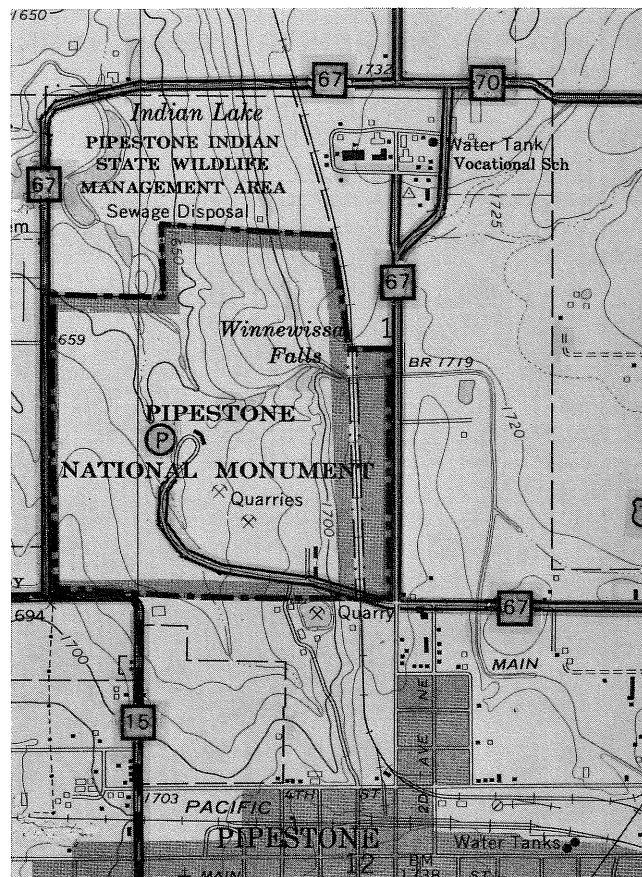 1650
67
1732
70
Indian Lake
PIPESTONE INDIAN
STATE WILDLIFE
MANAGEMENT AREA
Water Tank
Vocational Sch
67
Sewage Disposal
1725
67
Winnewissa
Falls
1
659
BR 1719
1720
PIPESTONE
P
NATIONAL MONUMENT
Quarries
1700
694
Quarry
67
1700
MAIN
15
2D AVE NE
1703
PACIFIC
4TH ST
PIPESTONE
Water Tanks
12
BM
1738
MAIN
ST